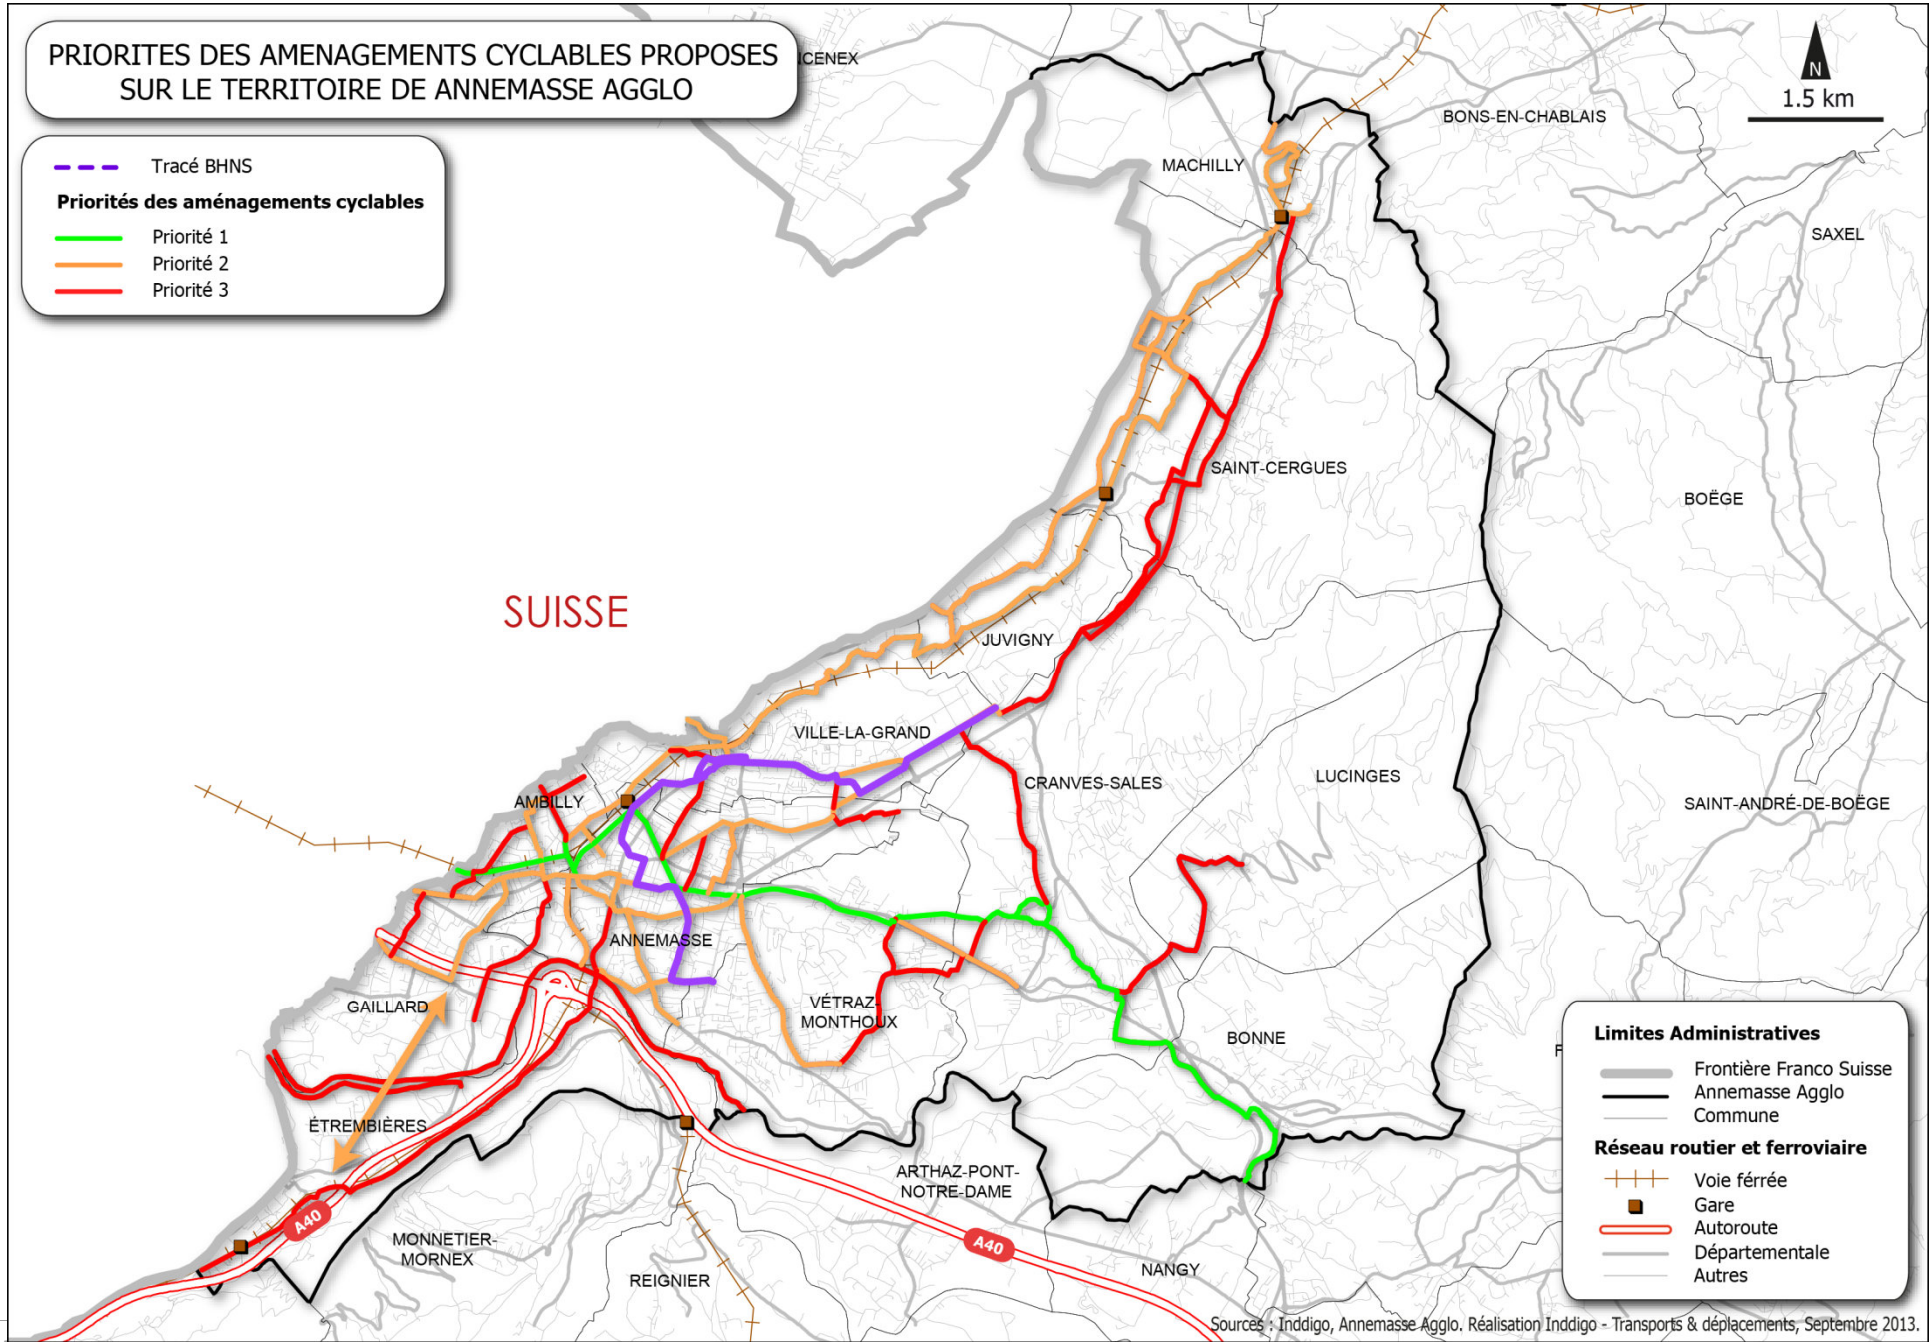 PRIORITES DES AMENAGEMENTS CYCLABLES PROPOSES
SUR LE TERRITOIRE DE ANNEMASSE AGGLO
NCENEX
N
1.5 km
Tracé BHNS
Priorités des aménagements cyclables
Priorité 1
Priorité 2
Priorité 3
BONS-EN-CHABLAIS
MACHILLY
SAXEL
SAINT-CERGUES
BOËGE
SUISSE
JUVIGNY
VILLE-LA-GRAND
CRANVES-SALES
LUCINGES
AMBILLY
SAINT-ANDRÉ-DE-BOËGE
ANNEMASSE
GAILLARD
VÉTRAZ-
MONTHOUX
BONNE
F
ÉTREMBIÈRES
ARTHAZ-PONT-
NOTRE-DAME
A40
A40
MONNETIER-
MORNEX
REIGNIER
NANGY
Limites Administratives
Frontière Franco Suisse
Annemasse Agglo
Commune
Réseau routier et ferroviaire
Voie férrée
Gare
Autoroute
Départementale
Autres
Sources : Inddigo, Annemasse Agglo. Réalisation Inddigo - Transports & déplacements, Septembre 2013.